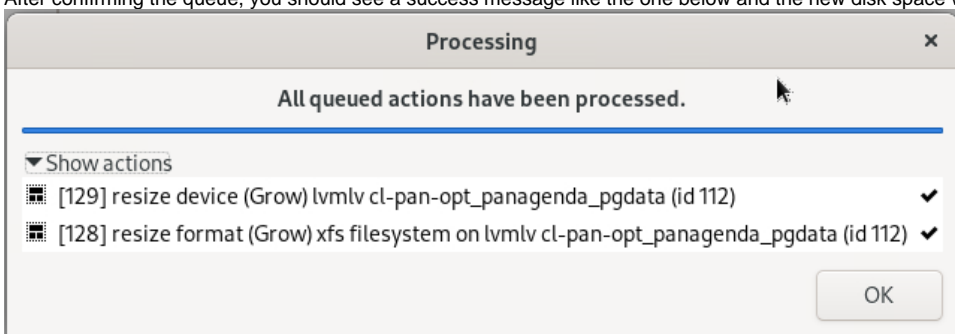 After confirming the queue, you should see a success message like the one below and the new disk space
Processing
All queued actions have been processed.
Show actions
[129] resize device (Grow) lvmlv cl-pan-opt_panagenda_pgdata (id 112)
[128] resize format (Grow) xfs filesystem on lvmlv cl-pan-opt_panagenda_pgdata (id 112)
OK